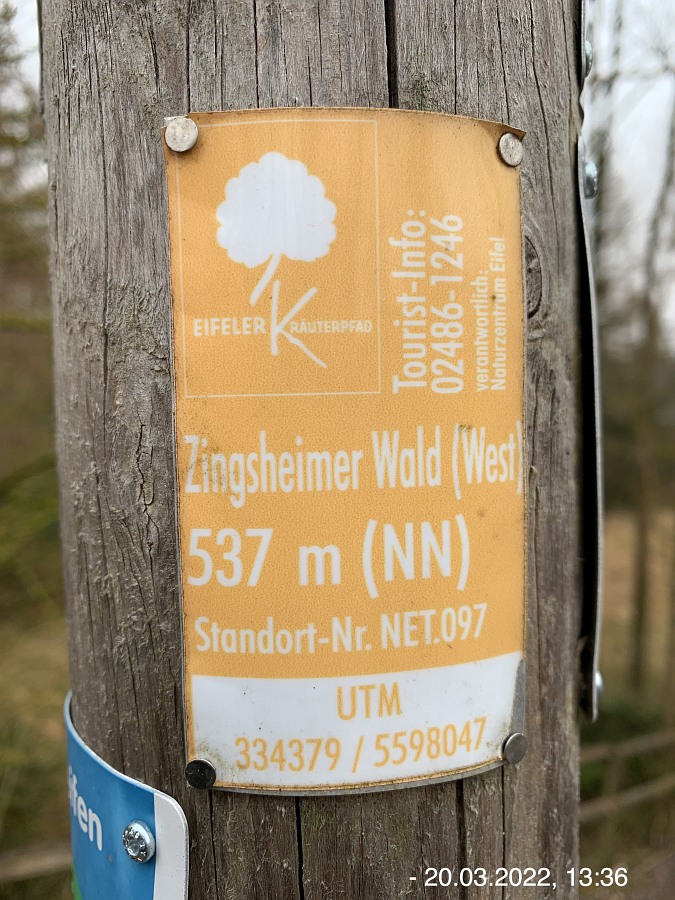 EIFELER KRÄUTERPFAD
Tourist-Info:
02486-1246
verantwortlich:
Naturzentrum Eifel
Zingsheimer Wald (West)
537 m (NN)
Standort-Nr. NET.097
UTM
334379 / 5598047
- 20.03.2022, 13:36